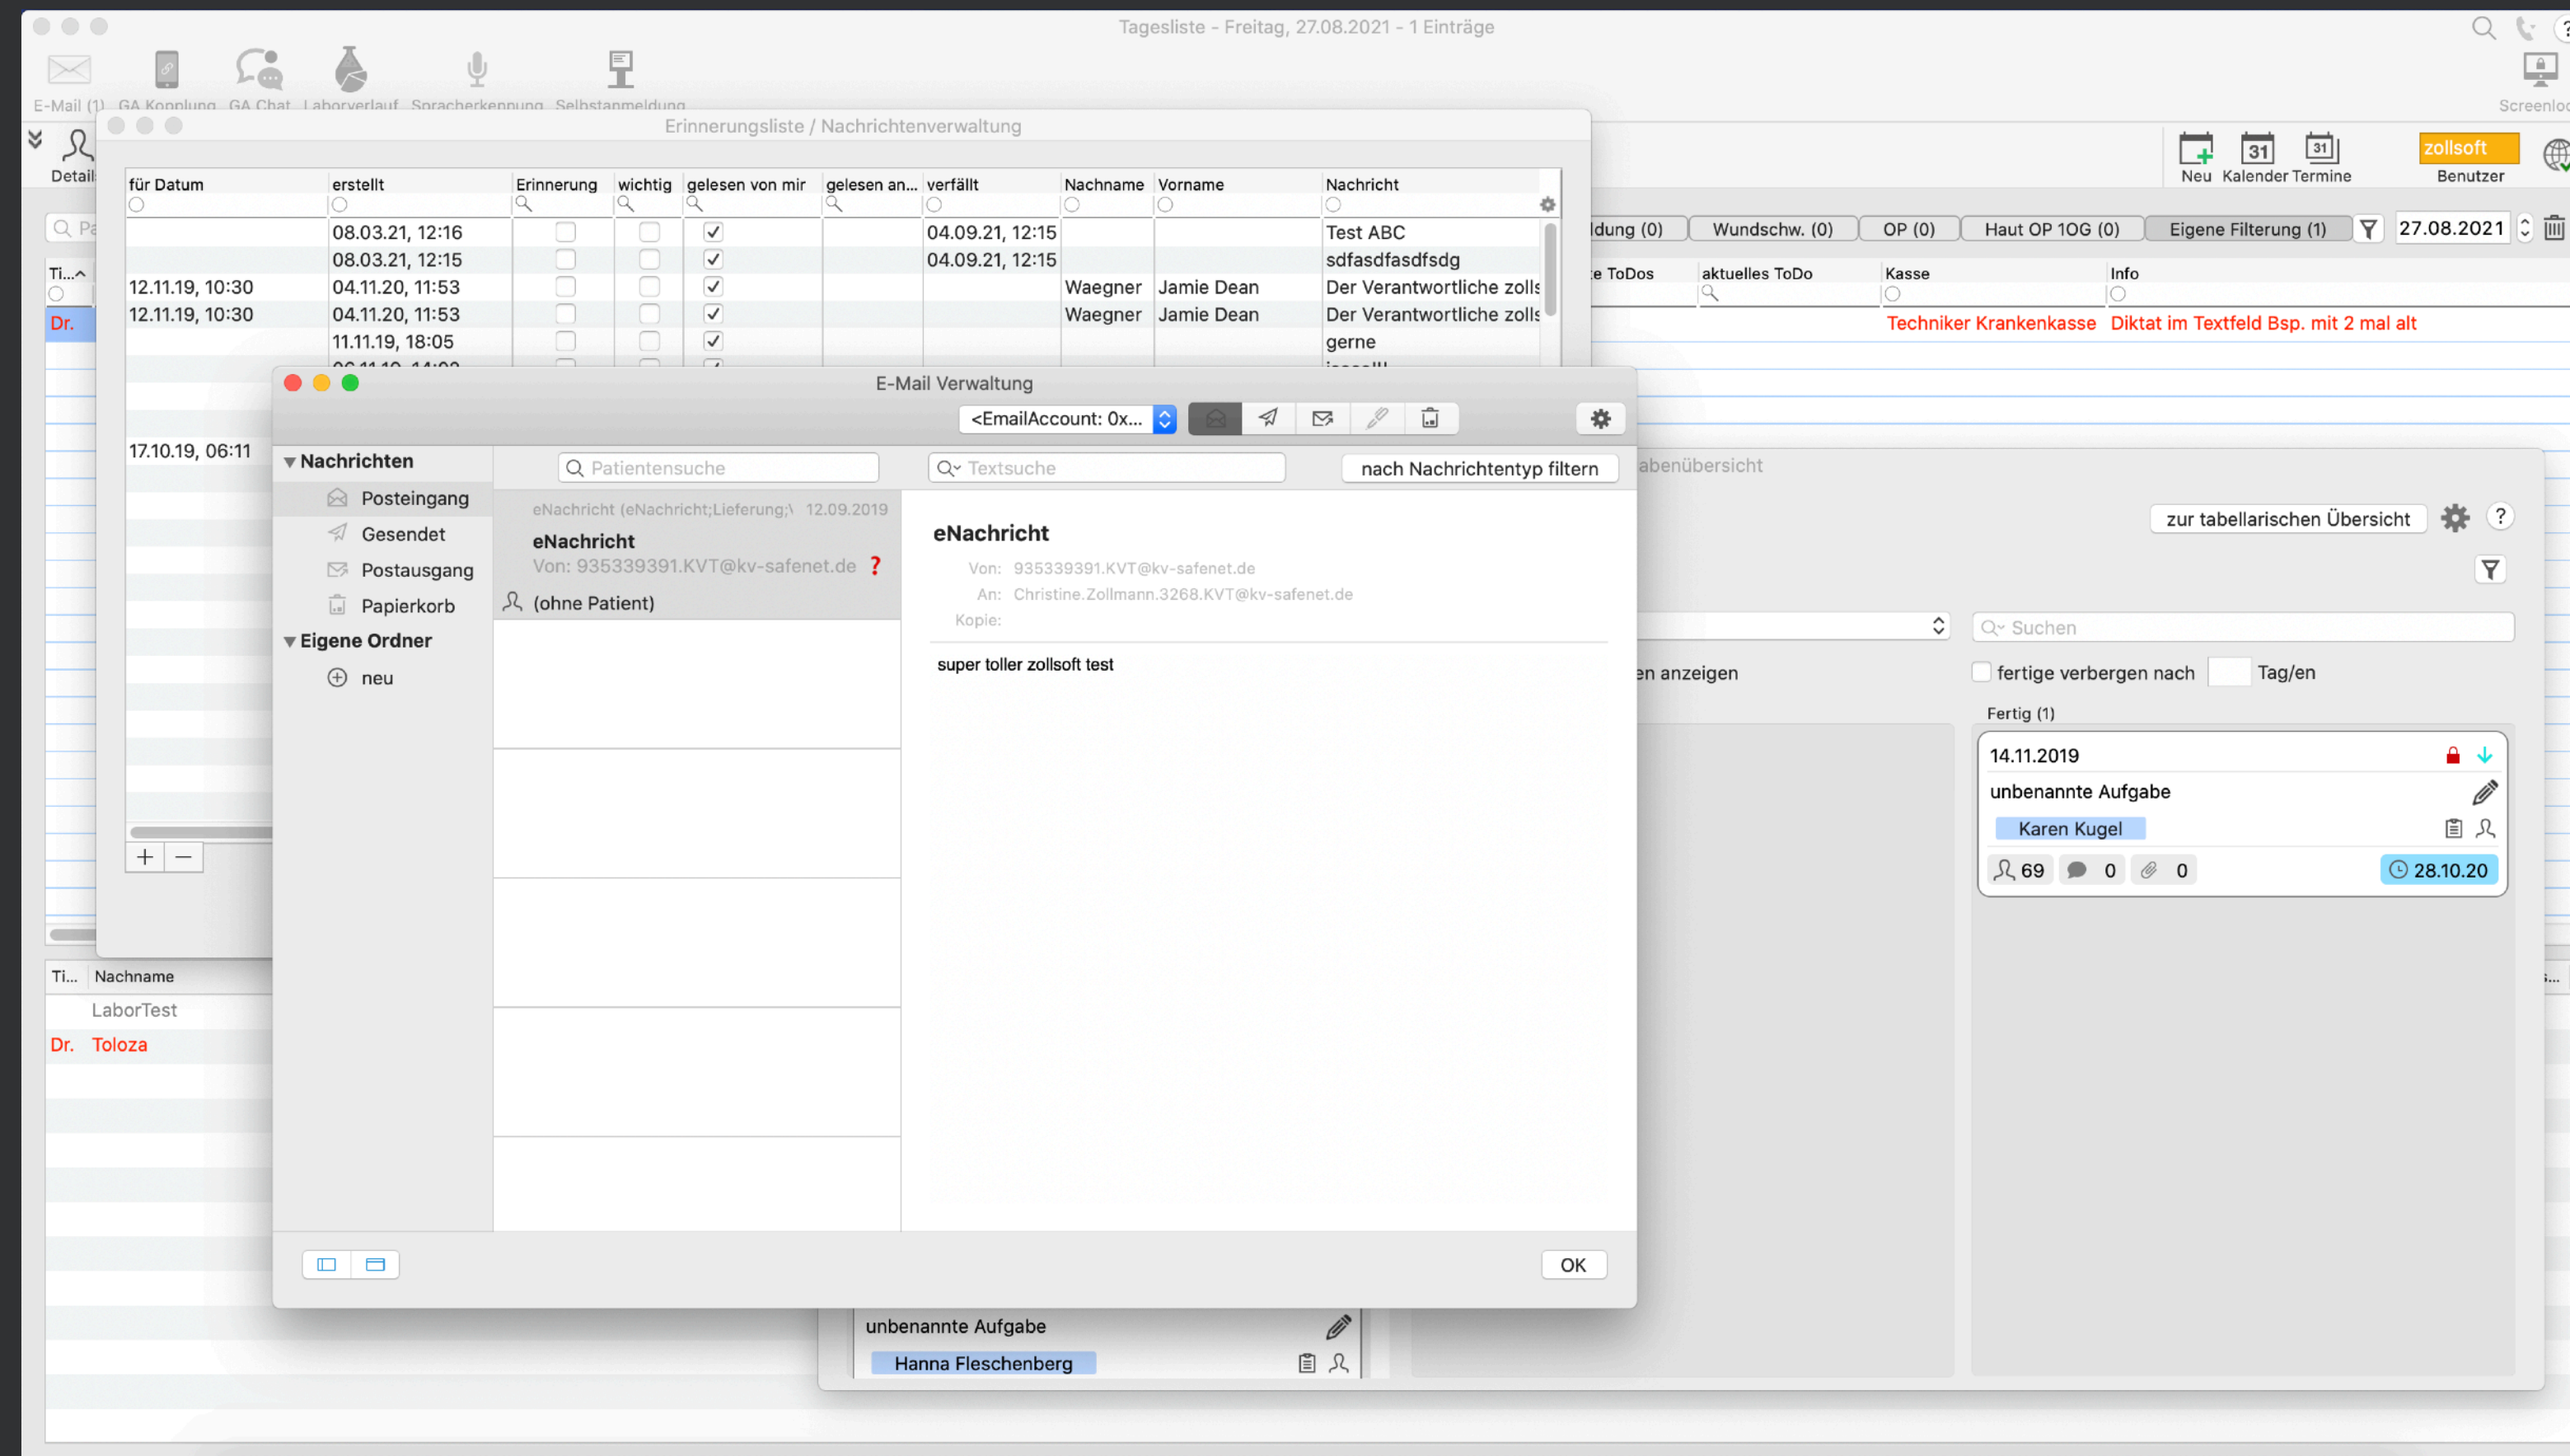 Tagesliste - Freitag, 27.08.2021 - 1 Einträge
E-Mail (1) GA Kopplung GA Chat Laborverlauf Spracherkennung Selbstanmeldung
Erinnerungsliste / Nachrichtenverwaltung
Neu Kalender Termine
31
31
zollsoft
Benutzer
für Datum erstellt Erinnerung wichtig gelesen von mir gelesen an... verfällt Nachname Vorname Nachricht
08.03.21, 12:16 04.09.21, 12:15 Test ABC
08.03.21, 12:15 04.09.21, 12:15 sdfasdfasdfsdg
12.11.19, 10:30 04.11.20, 11:53 Waegner Jamie Dean Der Verantwortliche
12.11.19, 10:30 04.11.20, 11:53 Waegner Jamie Dean Der Verantwortliche
11.11.19, 18:05 gerne
17.10.19, 06:11
Wundschw. (0) OP (0) Haut OP 1OG (0) Eigene Filterung (1) 27.08.2021
Ti... ToDos aktuelles ToDo Kasse Info
Dr. Techniker Krankenkasse Diktat im Textfeld Bsp. mit 2 mal alt
E-Mail Verwaltung
<EmailAccount: 0x...
Nachrichten
Posteingang
Gesendet
Postausgang
Papierkorb
Eigene Ordner
neu
Patientensuche
Textsuche
nach Nachrichtentyp filtern
eNachricht (eNachricht;Lieferung; 12.09.2019
eNachricht
Von: 935339391.KVT@kv-safenet.de ?
(ohne Patient)
eNachricht
Von: 935339391.KVT@kv-safenet.de
An: Christine.Zollmann.3268.KVT@kv-safenet.de
Kopie:
super toller zollsoft test
OK
zur tabellarischen Übersicht ?
Suchen
anzeigen
fertige verbergen nach Tag/en
Fertig (1)
14.11.2019
unbenannte Aufgabe
Karen Kugel
69 0 0 28.10.20
Ti... Nachname
LaborTest
Dr. Toloza
unbenannte Aufgabe
Hanna Fleschenberg